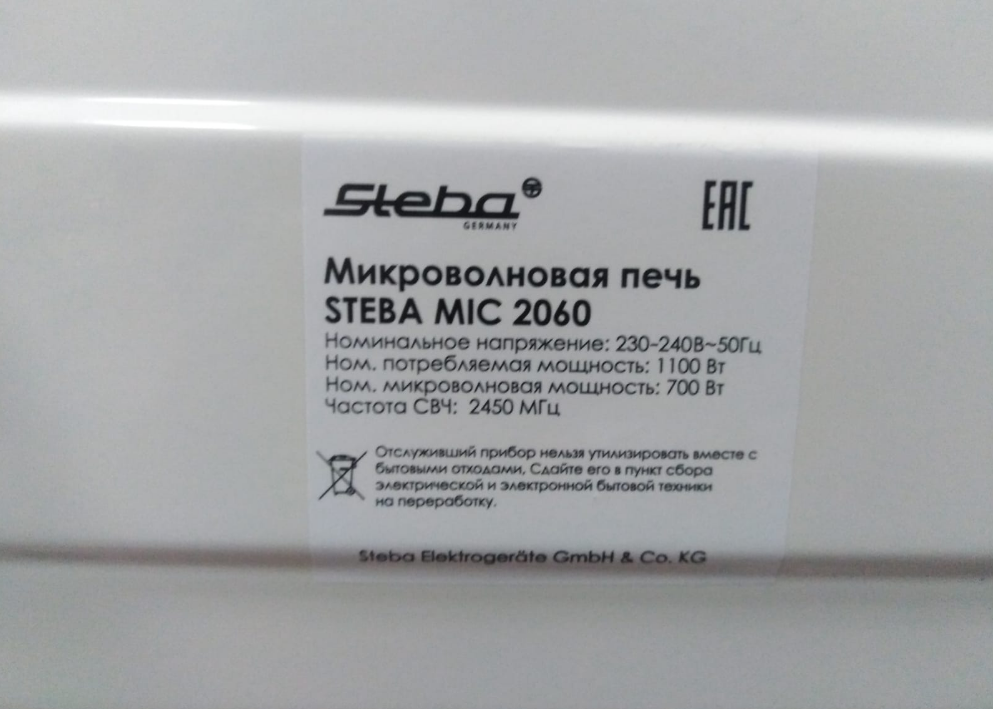 Steba
GERMANY
EAC
Микроволновая печь
STEBA MIC 2060
Номинальное напряжение: 230-240В~50Гц
Ном. потребляемая мощность: 1100 Вт
Ном. микроволновая мощность: 700 Вт
Частота СВЧ: 2450 МГц
Отслуживший прибор нельзя утилизировать вместе с
бытовыми отходами, Сдайте его в пункт сбора
электрической и электронной бытовой техники
на переработку.
Steba Elektrogeräte GmbH & Co. KG